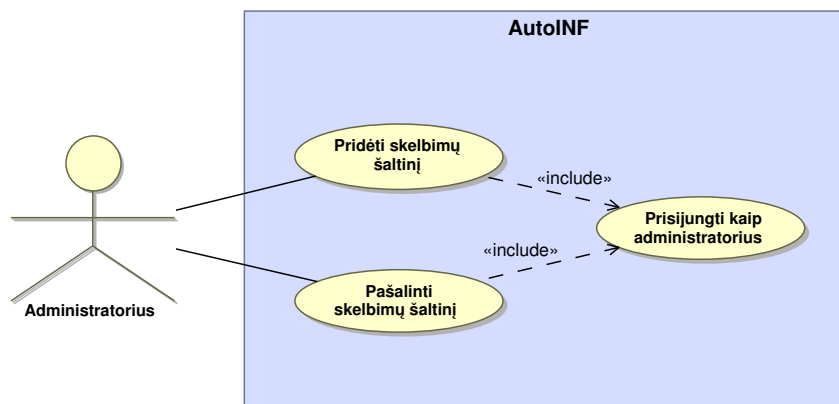 AutoINF
Pridėti skelbimų
šaltinį
«include»
Prisijungti kaip
administratorius
«include»
Pašalinti
skelbimų šaltinį
Administratorius